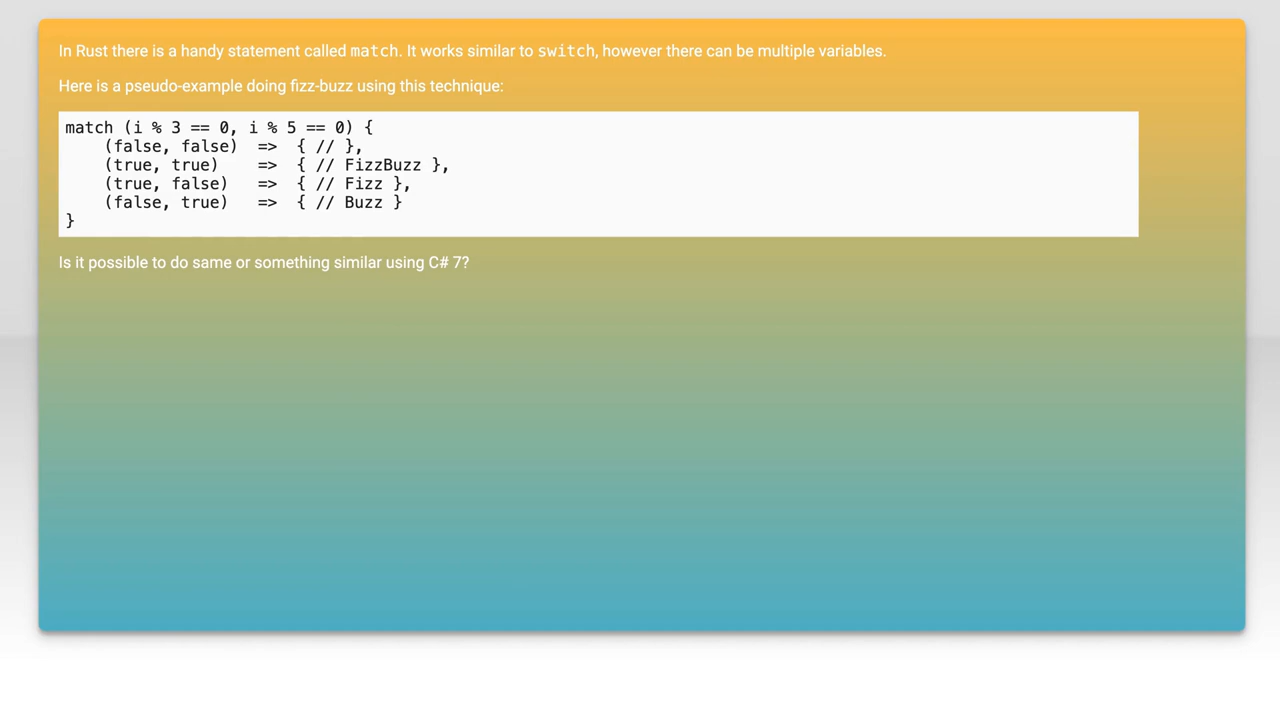 In Rust there is a handy statement called match. It works similar to switch, however there can be multiple variables.
Here is a pseudo-example doing fizz-buzz using this technique:
match (i % 3 == 0, i % 5 == 0) {
    (false, false)  =>  { // },
    (true, true)    =>  { // FizzBuzz },
    (true, false)   =>  { // Fizz },
    (false, true)   =>  { // Buzz }
}
Is it possible to do same or something similar using C# 7?